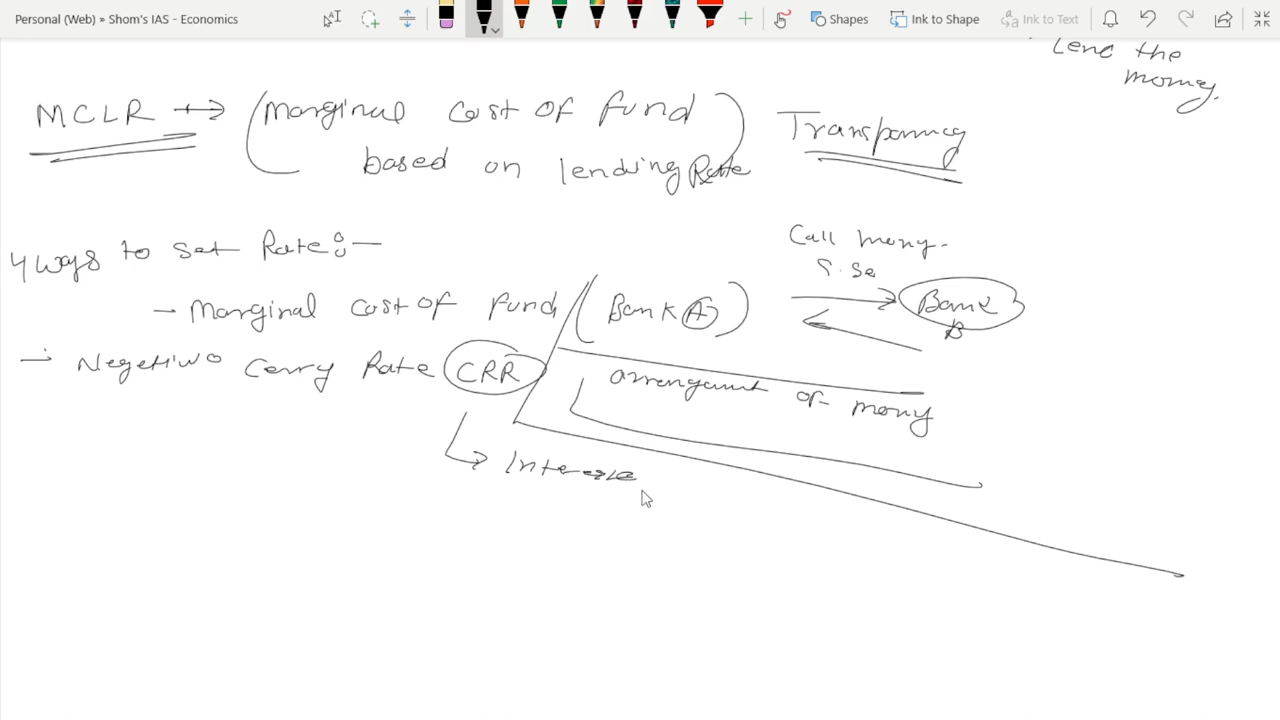 Personal (Web) » Shom's IAS - Economics
Shapes
Ink to Shape
Ink to Text
lend the
money.
MCLR → (Marginal cost of fund
based on lending Rate)
Transparency
4 ways to set Rate:-
Call money.
- Marginal cost of fund (Bank A)
Bank
B
- Negetive Carry Rate CRR
arrangement of money